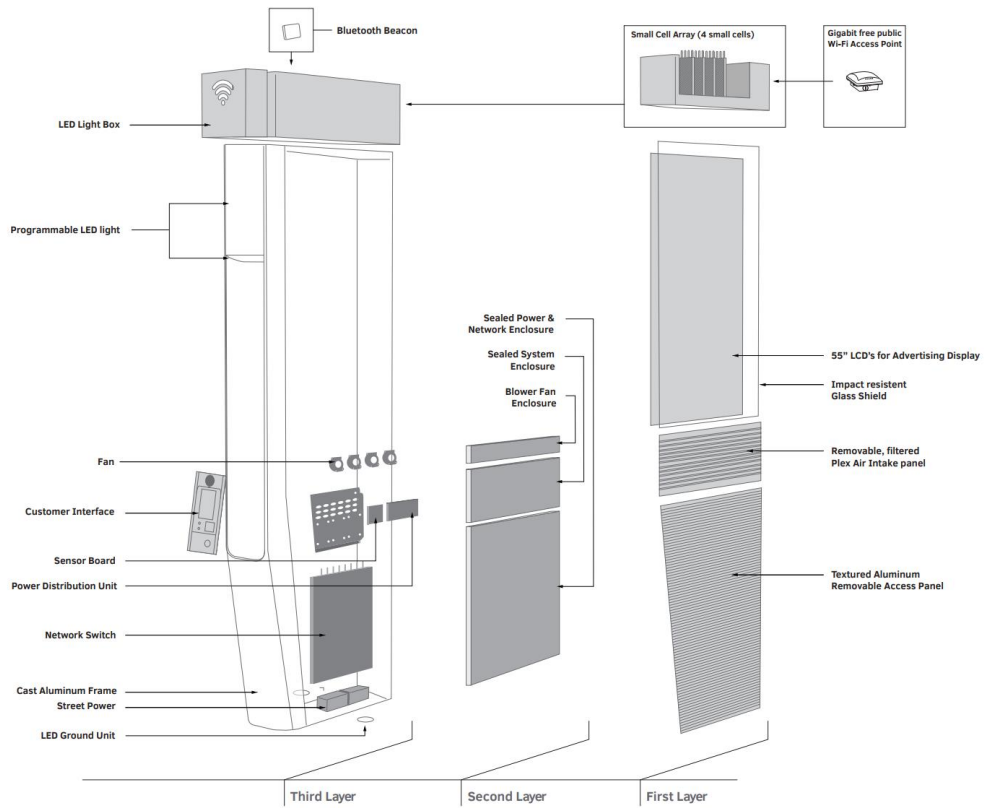 Bluetooth Beacon
Small Cell Array (4 small cells)
Gigabit free public
Wi-Fi Access Point
LED Light Box
Programmable LED light
Sealed Power &
Network Enclosure
Sealed System
Enclosure
Blower Fan
Enclosure
55” LCD's for Advertising Display
Impact resistent
Glass Shield
Fan
Removable, filtered
Plex Air Intake panel
Customer Interface
Sensor Board
Power Distribution Unit
Textured Aluminum
Removable Access Panel
Network Switch
Cast Aluminum Frame
Street Power
LED Ground Unit
Third Layer
Second Layer
First Layer